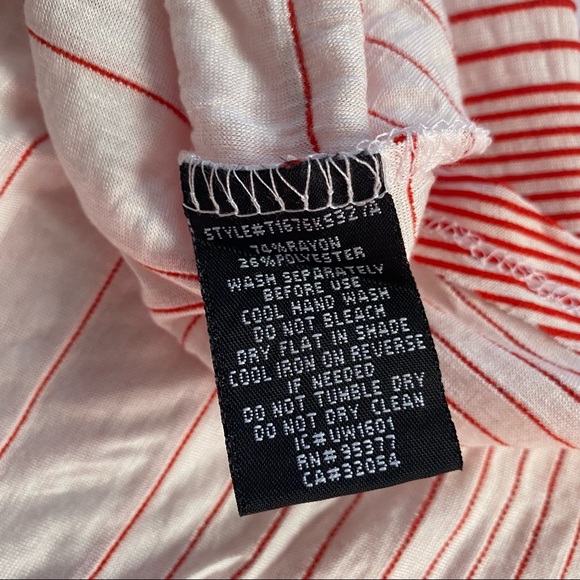 STYLE#T1676KS327A
74%RAYON
26%POLYESTER
WASH SEPARATELY
BEFORE USE
COOL HAND WASH
DO NOT BLEACH
DRY FLAT IN SHADE
COOL IRON ON REVERSE
IF NEEDED
DO NOT TUMBLE DRY
DO NOT DRY CLEAN
IC#UW1601
RN#95377
CA#32054